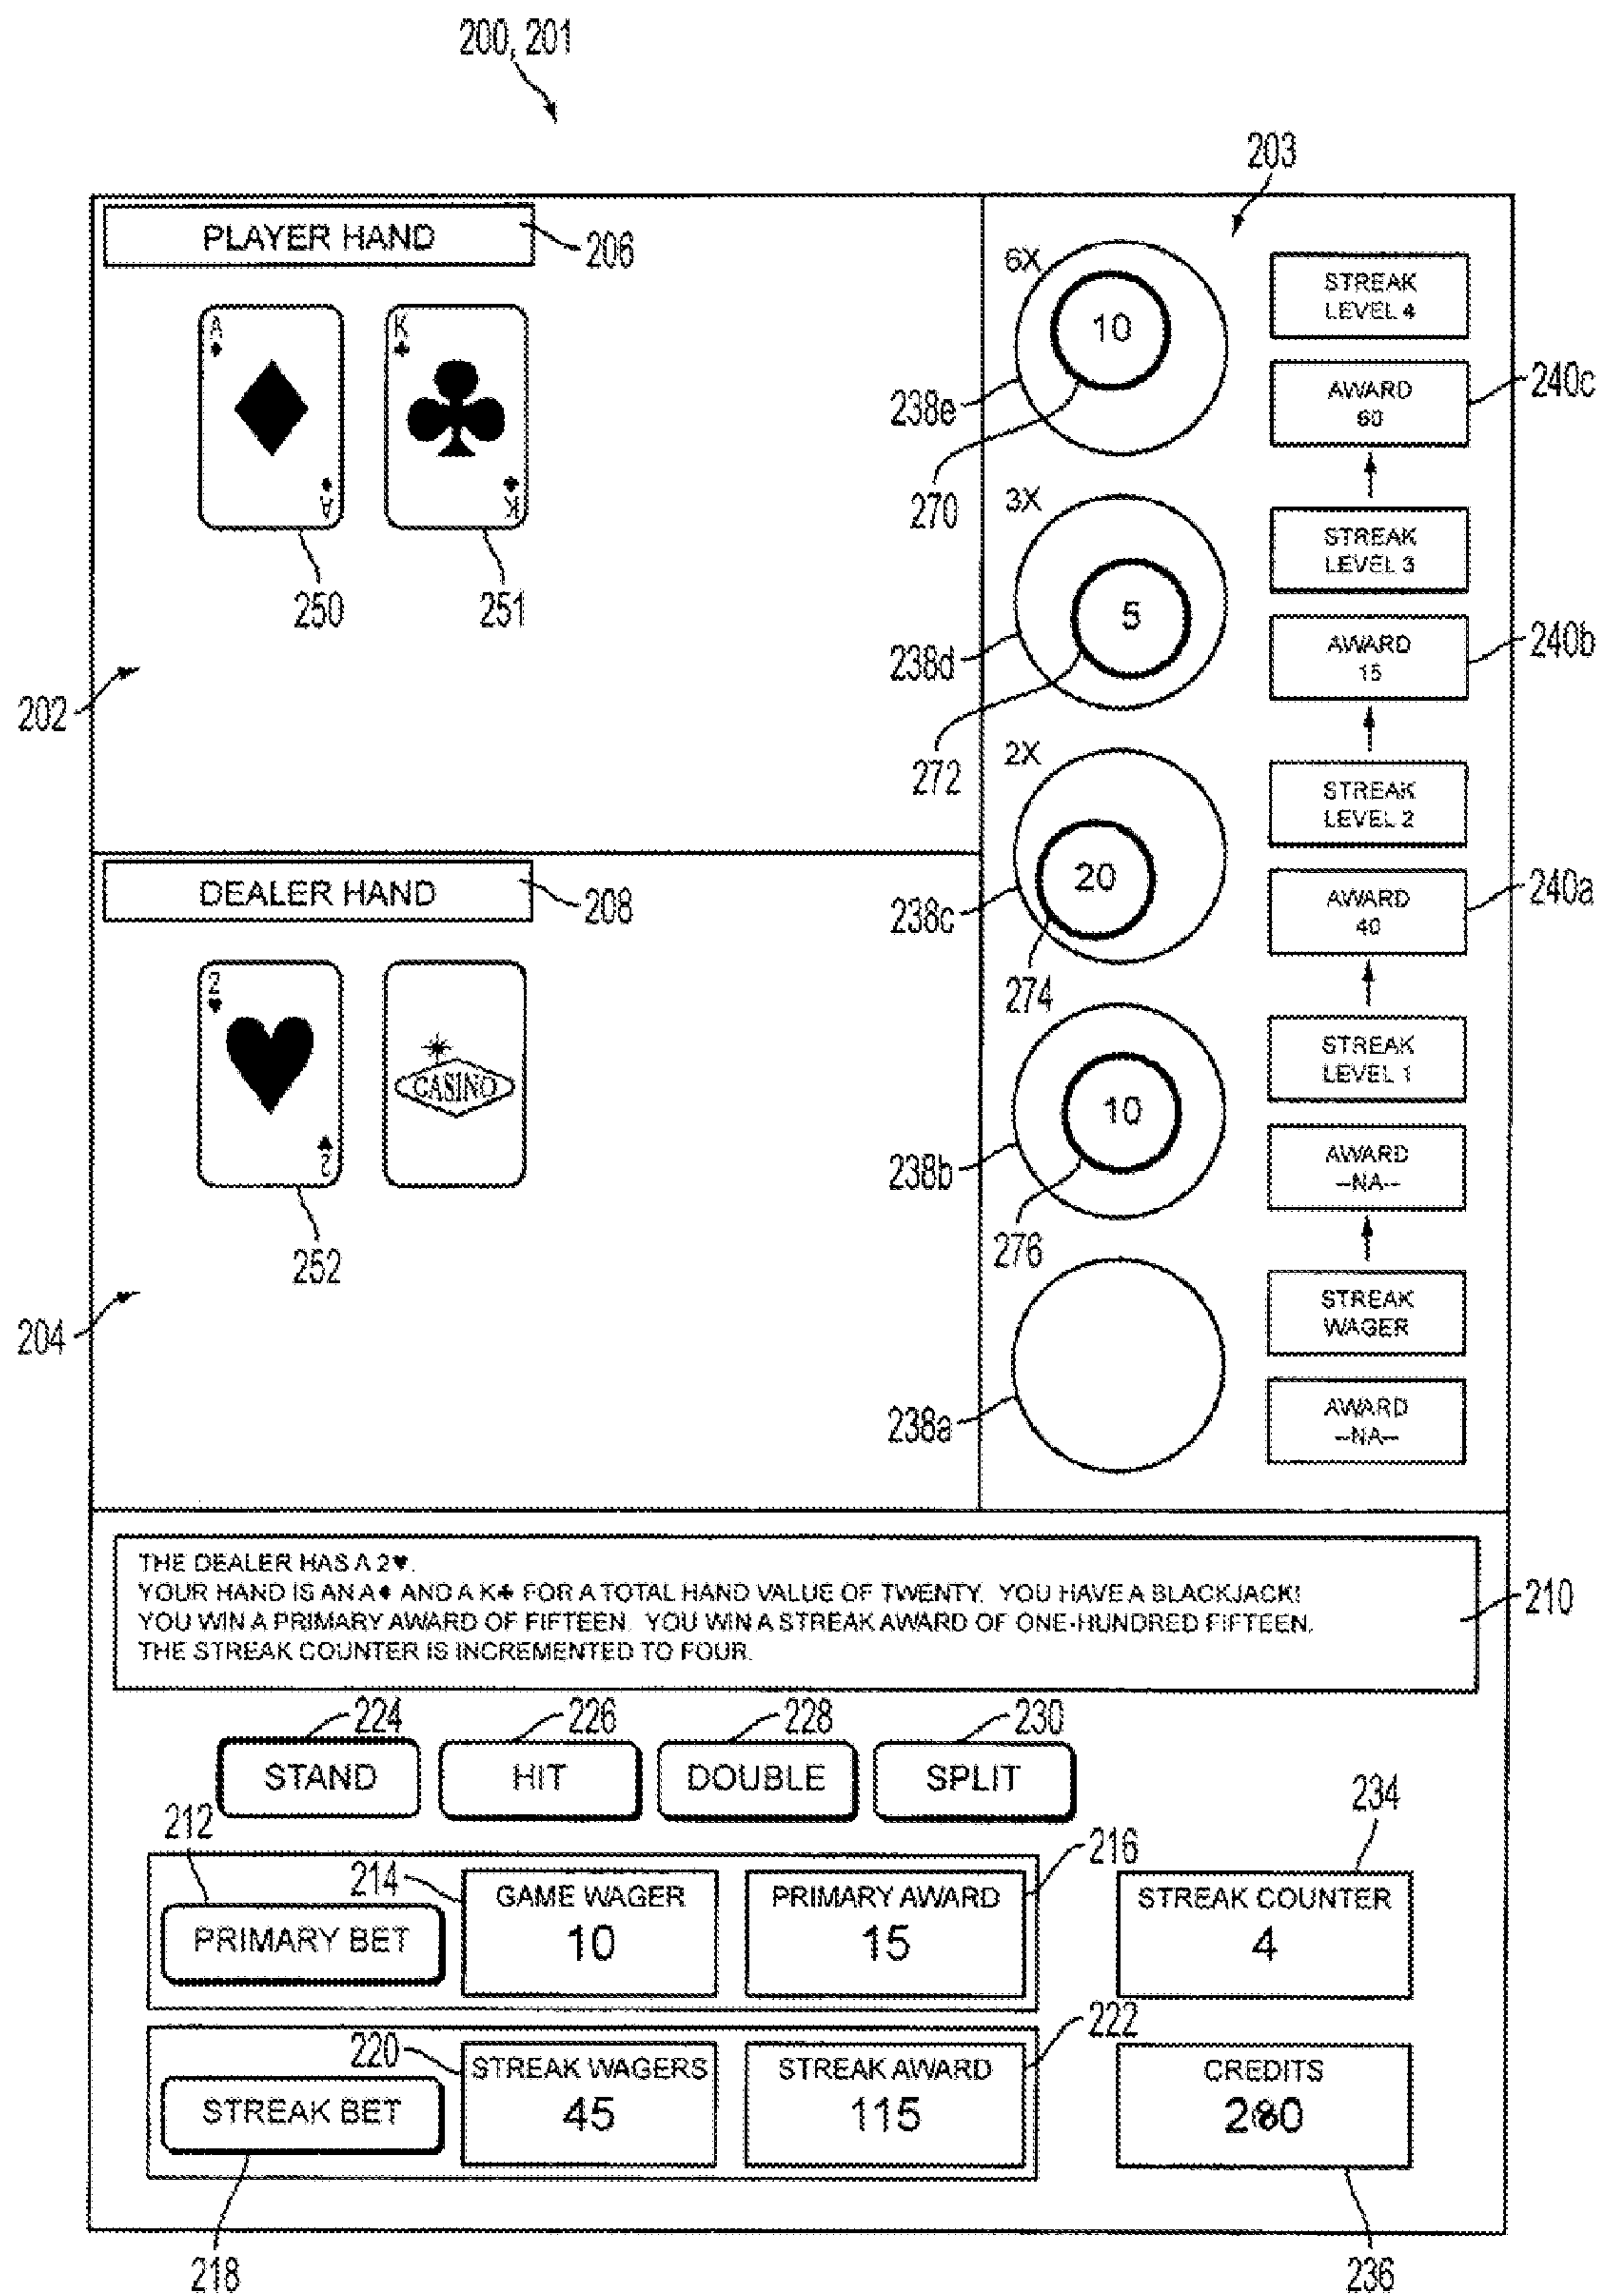 200, 201
203
PLAYER HAND
206
A♦
K♣
A♦
K♣
250
251
202
6X
10
238e
270
STREAK
LEVEL 4
AWARD
60
240c
3X
5
238d
272
STREAK
LEVEL 3
AWARD
15
240b
2X
20
238c
274
STREAK
LEVEL 2
AWARD
40
240a
DEALER HAND
208
2♥
CASINO
2♥
252
204
10
238b
276
STREAK
LEVEL 1
AWARD
--NA--
238a
STREAK
WAGER
AWARD
--NA--
THE DEALER HAS A 2♥.
YOUR HAND IS AN A♦ AND A K♣ FOR A TOTAL HAND VALUE OF TWENTY. YOU HAVE A BLACKJACK!
YOU WIN A PRIMARY AWARD OF FIFTEEN. YOU WIN A STREAK AWARD OF ONE-HUNDRED FIFTEEN.
THE STREAK COUNTER IS INCREMENTED TO FOUR.
210
224
226
228
230
STAND
HIT
DOUBLE
SPLIT
212
214
216
234
PRIMARY BET
GAME WAGER
10
PRIMARY AWARD
15
STREAK COUNTER
4
220
222
STREAK BET
STREAK WAGERS
45
STREAK AWARD
115
CREDITS
218
236